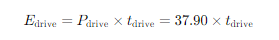 E_drive = P_drive × t_drive = 37.90 × t_drive